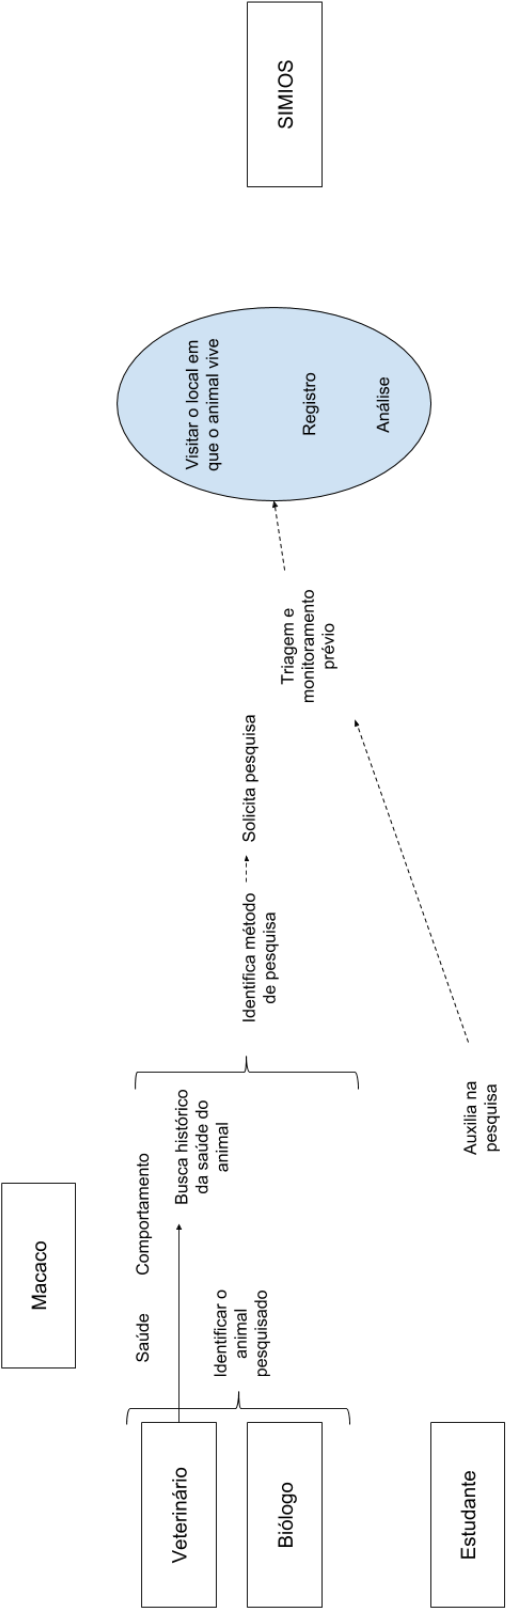 Macaco
Veterinário
Biólogo
Estudante
Saúde
Comportamento
Identificar o
animal
pesquisado
Busca histórico
da saúde do
animal
Auxilia na
pesquisa
Identifica método
de pesquisa
Solicita pesquisa
Triagem e
monitoramento
prévio
Visitar o local em
que o animal vive
Registro
Análise
SIMIOS